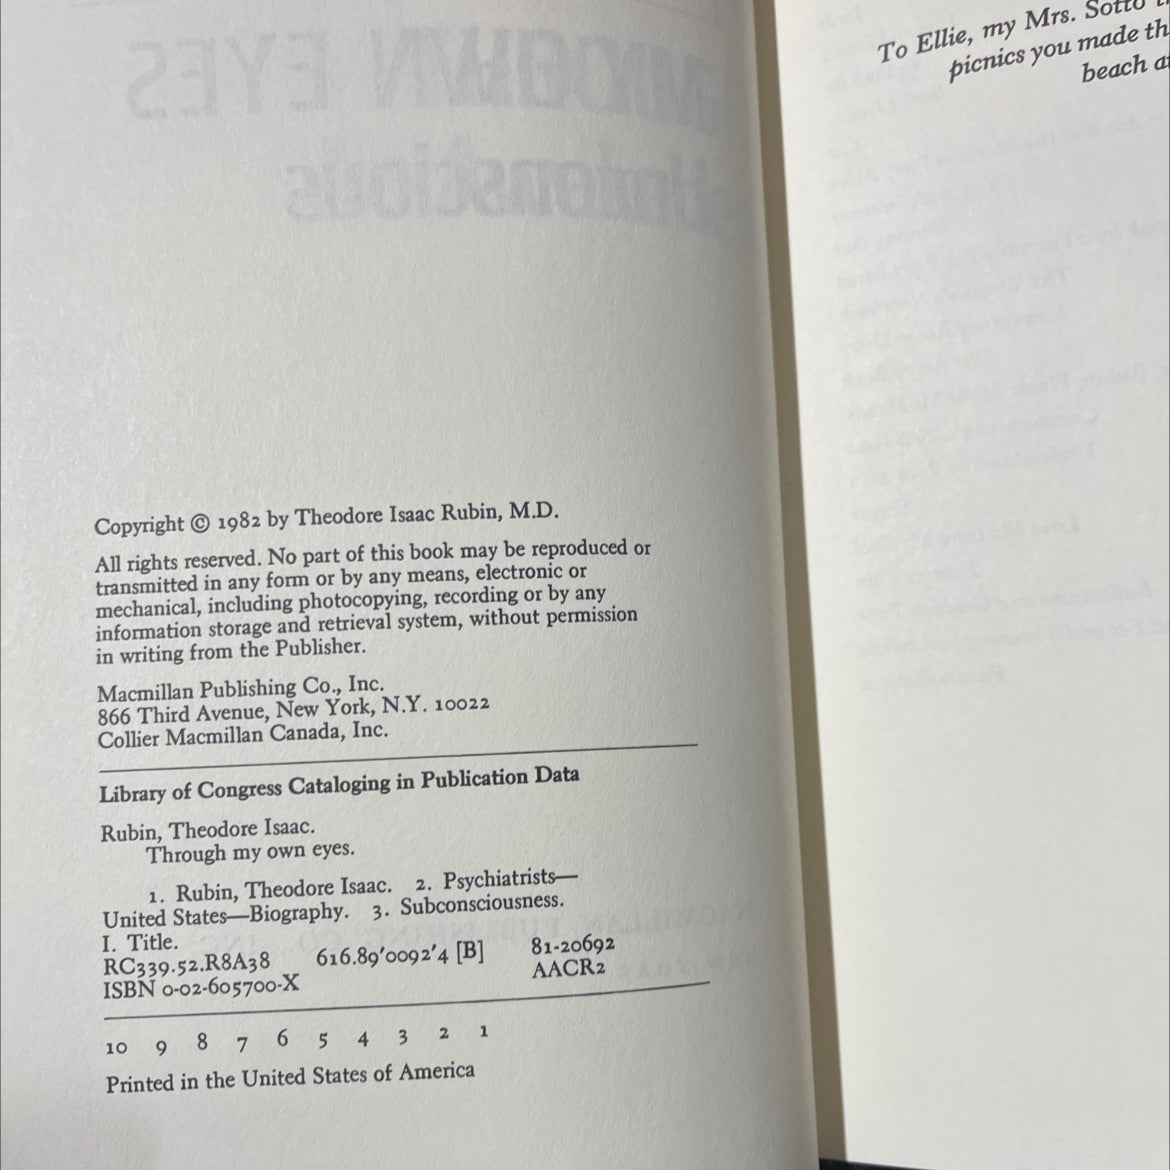 Copyright © 1982 by Theodore Isaac Rubin, M.D.
All rights reserved. No part of this book may be reproduced or
transmitted in any form or by any means, electronic or
mechanical, including photocopying, recording or by any
information storage and retrieval system, without permission
in writing from the Publisher.
Macmillan Publishing Co., Inc.
866 Third Avenue, New York, N.Y. 10022
Collier Macmillan Canada, Inc.
Library of Congress Cataloging in Publication Data
Rubin, Theodore Isaac.
Through my own eyes.
1. Rubin, Theodore Isaac. 2. Psychiatrists—
United States—Biography. 3. Subconsciousness.
I. Title.
RC339.52.R8A38 616.89'0092'4 [B] 81-20692
ISBN 0-02-605700-X AACR2
10 9 8 7 6 5 4 3 2 1
Printed in the United States of America
To Ellie, my Mrs. Sotto
picnics you made th
beach a